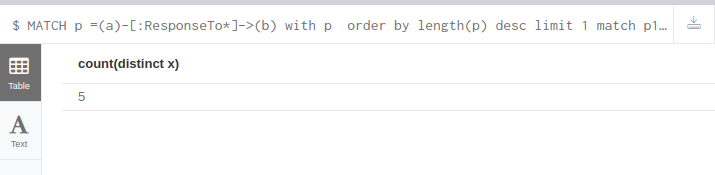 $ MATCH p =(a)-[:ResponseTo*]->(b) with p  order by length(p) desc limit 1 match p1…
count(distinct x)
Table
5
Text